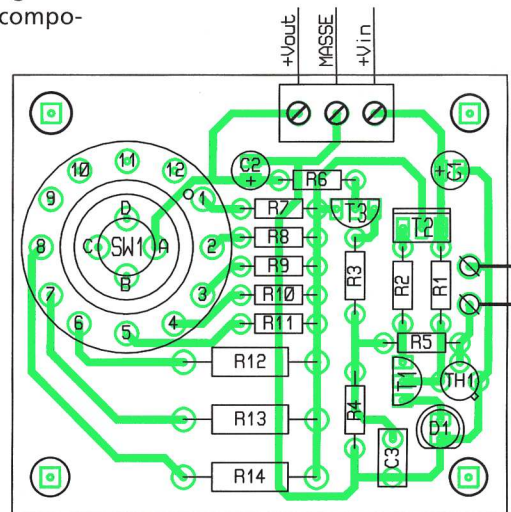 compo-
+Vout
MASSE
+Vin
11
10
12
C2
+
R6
+
C1
9
1
R7
T3
D
T2
R8
8
C
SW1
A
2
R9
R3
R2
R1
B
7
3
R10
6
5
4
R11
R5
R12
T1
TH1
R4
R13
D1
C3
R14